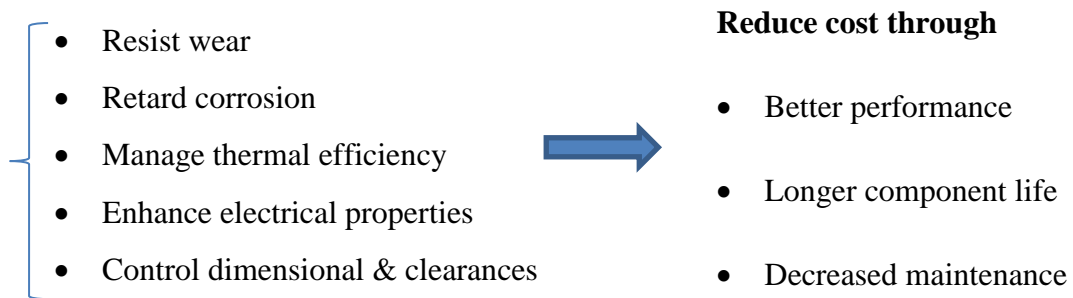 • Resist wear
• Retard corrosion
• Manage thermal efficiency
• Enhance electrical properties
• Control dimensional & clearances
Reduce cost through
• Better performance
• Longer component life
• Decreased maintenance